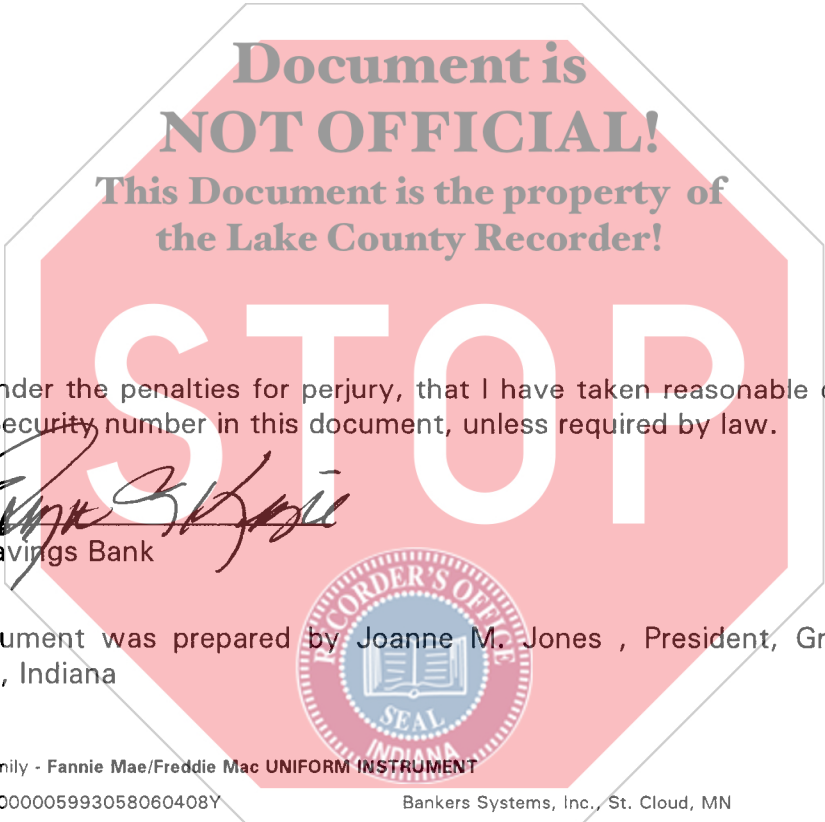 Document is
NOT OFFICIAL!
This Document is the property of
the Lake County Recorder!
STOP
nder the penalties for perjury, that I have taken reasonable
ecurity number in this document, unless required by law.
avings Bank
RECORDER'S OFFICE
SEAL
INDIANA
ument was prepared by Joanne M. Jones , President, Gr
, Indiana
nily - Fannie Mae/Freddie Mac UNIFORM INSTRUMENT
000005993058060408Y Bankers Systems, Inc., St. Cloud, MN